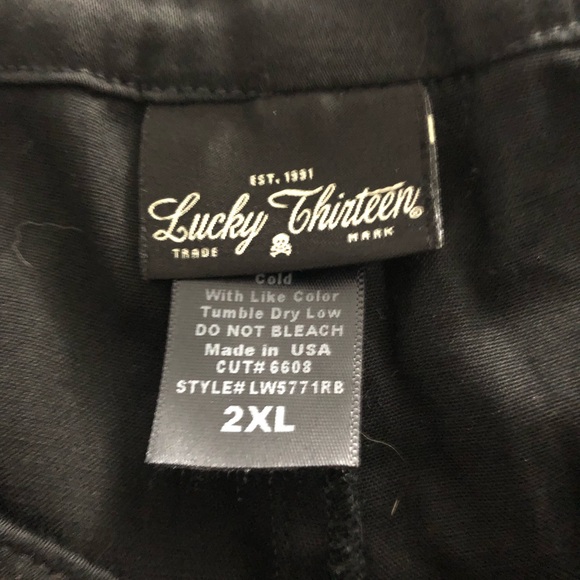 EST. 1991
Lucky Thirteen®
TRADE MARK
Cold
With Like Color
Tumble Dry Low
DO NOT BLEACH
Made in USA
CUT# 6608
STYLE# LW5771RB
2XL